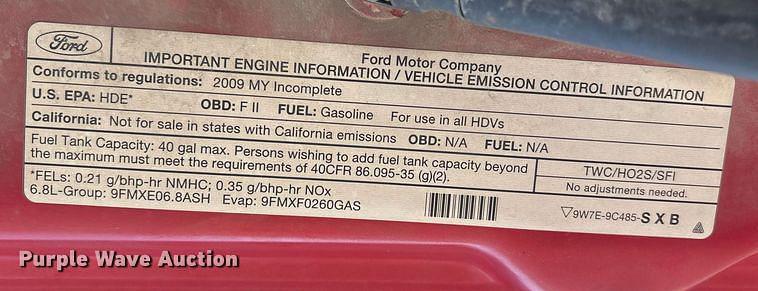 Ford
Ford Motor Company
IMPORTANT ENGINE INFORMATION / VEHICLE EMISSION CONTROL INFORMATION
Conforms to regulations: 2009 MY Incomplete
U.S. EPA: HDE* OBD: F II FUEL: Gasoline For use in all HDVs
California: Not for sale in states with California emissions OBD: N/A FUEL: N/A
Fuel Tank Capacity: 40 gal max. Persons wishing to add fuel tank capacity beyond
the maximum must meet the requirements of 40CFR 86.095-35 (g)(2).
TWC/HO2S/SFI
No adjustments needed.
*FELs: 0.21 g/bhp-hr NMHC; 0.35 g/bhp-hr NOx
6.8L-Group: 9FMXE06.8ASH Evap: 9FMXF0260GAS
▽9W7E-9C485-S X B
Purple Wave Auction